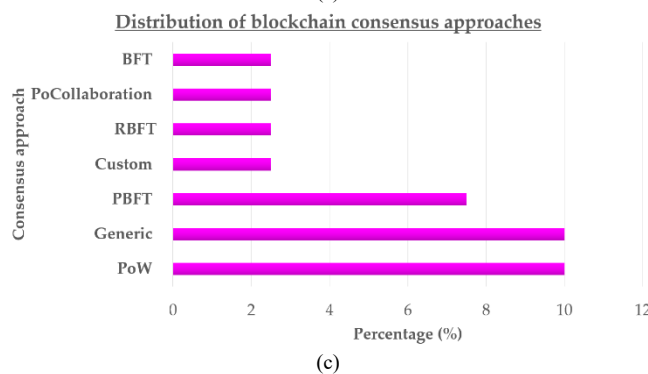 Distribution of blockchain consensus approaches
Consensus approach
BFT
PoCollaboration
RBFT
Custom
PBFT
Generic
PoW
0 2 4 6 8 10 12
Percentage (%)
(c)